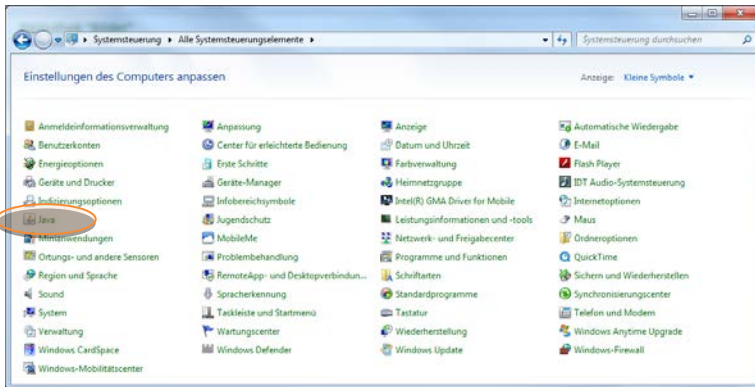 Systemsteuerung ▸ Alle Systemsteuerungselemente ▸
Systemsteuerung durchsuchen
Einstellungen des Computers anpassen
Anzeige: Kleine Symbole
Anmeldeinformationsverwaltung Anpassung Anzeige Automatische Wiedergabe
Benutzerkonten Center für erleichterte Bedienung Datum und Uhrzeit E-Mail
Energieoptionen Erste Schritte Farbverwaltung Flash Player
Geräte und Drucker Geräte-Manager Heimnetzgruppe IDT Audio-Systemsteuerung
Indizierungsoptionen Infobereichsymbole Intel(R) GMA Driver for Mobile Internetoptionen
Java Jugendschutz Leistungsinformationen und -tools Maus
Minianwendungen MobileMe Netzwerk- und Freigabecenter Ordneroptionen
Ortungs- und andere Sensoren Problembehandlung Programme und Funktionen QuickTime
Region und Sprache RemoteApp- und Desktopverbindun... Schriftarten Sichern und Wiederherstellen
Sound Spracherkennung Standardprogramme Synchronisierungscenter
System Taskleiste und Startmenü Tastatur Telefon und Modem
Verwaltung Wartungscenter Wiederherstellung Windows Anytime Upgrade
Windows CardSpace Windows Defender Windows Update Windows-Firewall
Windows-Mobilitätscenter